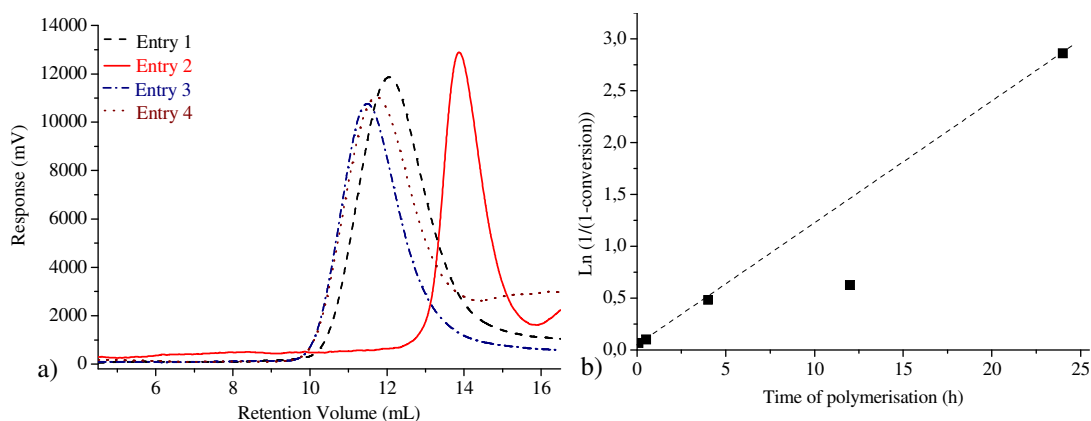 14000
12000
10000
8000
6000
4000
2000
0
Response (mV)
Entry 1
Entry 2
Entry 3
Entry 4
6 8 10 12 14 16
Retention Volume (mL)
a)
3,0
2,5
2,0
1,5
1,0
0,5
0,0
Ln (1/(1-conversion))
0 5 10 15 20 25
Time of polymerisation (h)
b)